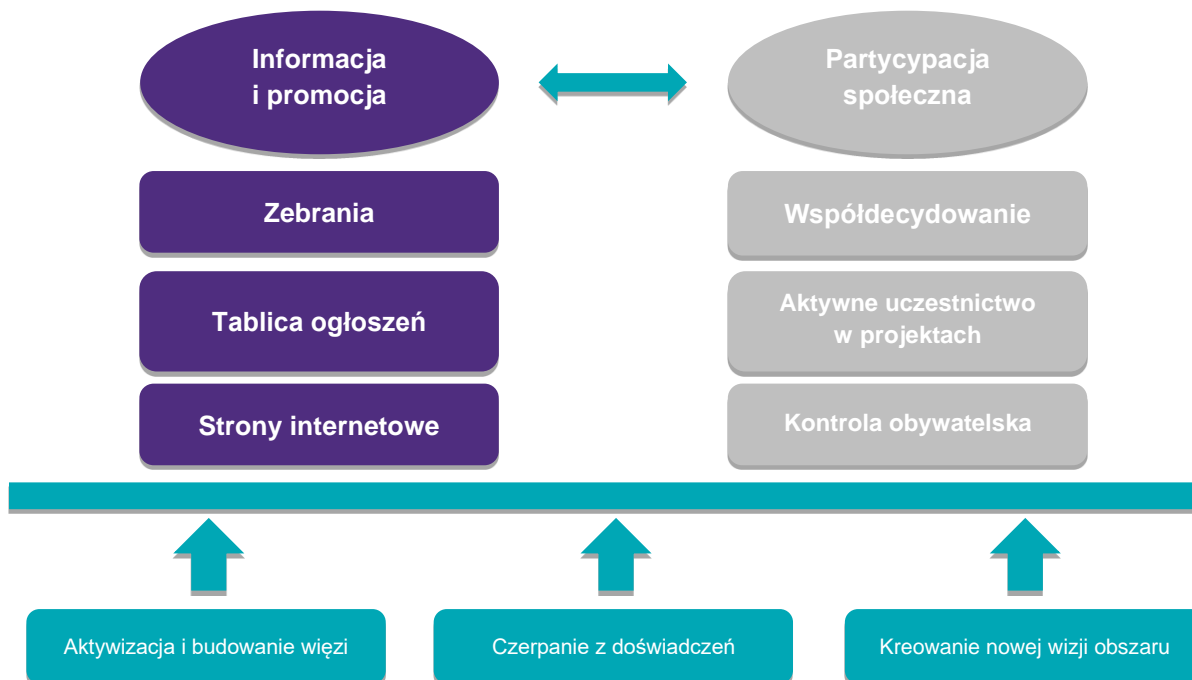 Informacja
i promocja
Partycypacja
społeczna
Zebrania
Współdecydowanie
Tablica ogłoszeń
Aktywne uczestnictwo
w projektach
Strony internetowe
Kontrola obywatelska
Aktywizacja i budowanie więzi
Czerpanie z doświadczeń
Kreowanie nowej wizji obszaru